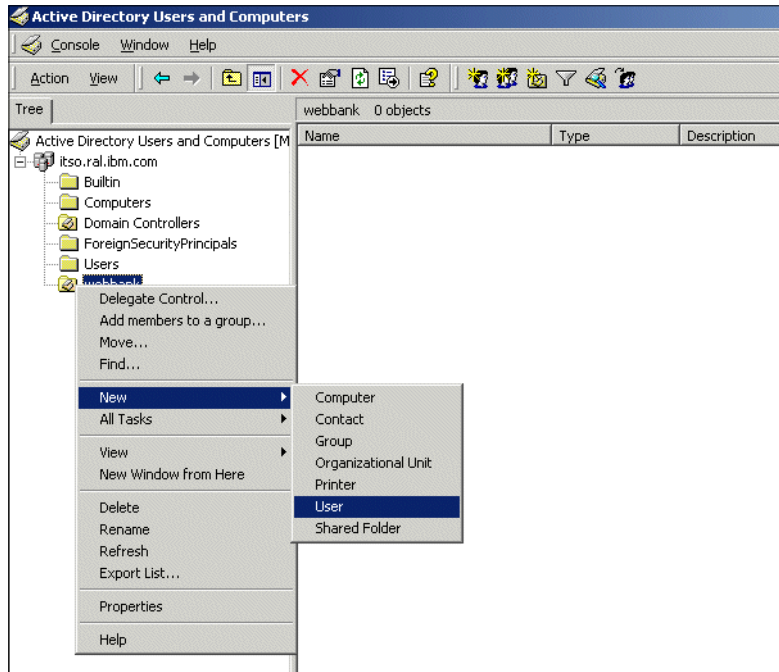 Active Directory Users and Computers
Console Window Help
Action View
Tree
webbank 0 objects
Name Type Description
Active Directory Users and Computers [M
itso.ral.ibm.com
Builtin
Computers
Domain Controllers
ForeignSecurityPrincipals
Users
webbank
Delegate Control...
Add members to a group...
Move...
Find...
New
All Tasks
View
New Window from Here
Delete
Rename
Refresh
Export List...
Properties
Help
Computer
Contact
Group
Organizational Unit
Printer
User
Shared Folder